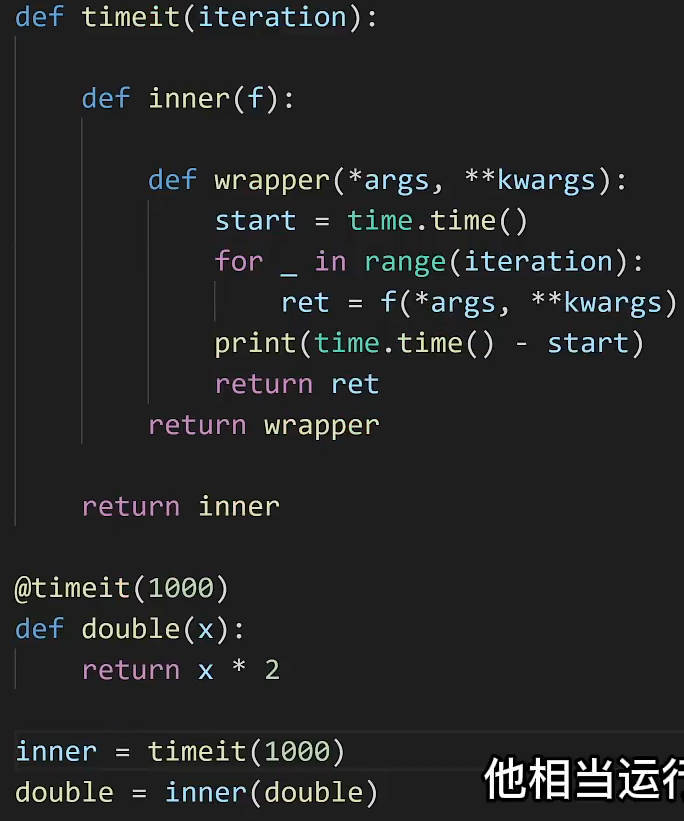 def timeit(iteration):
    def inner(f):
        def wrapper(*args, **kwargs):
            start = time.time()
            for _ in range(iteration):
                ret = f(*args, **kwargs)
            print(time.time() - start)
            return ret
        return wrapper
    return inner
@timeit(1000)
def double(x):
    return x * 2
inner = timeit(1000)
double = inner(double)
他相当运行